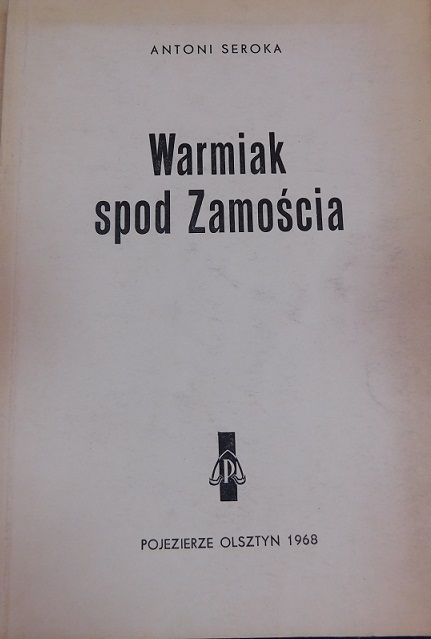 ANTONI SEROKA
Warmiak
spod Zamościa
P
POJEZIERZE OLSZTYN 1968